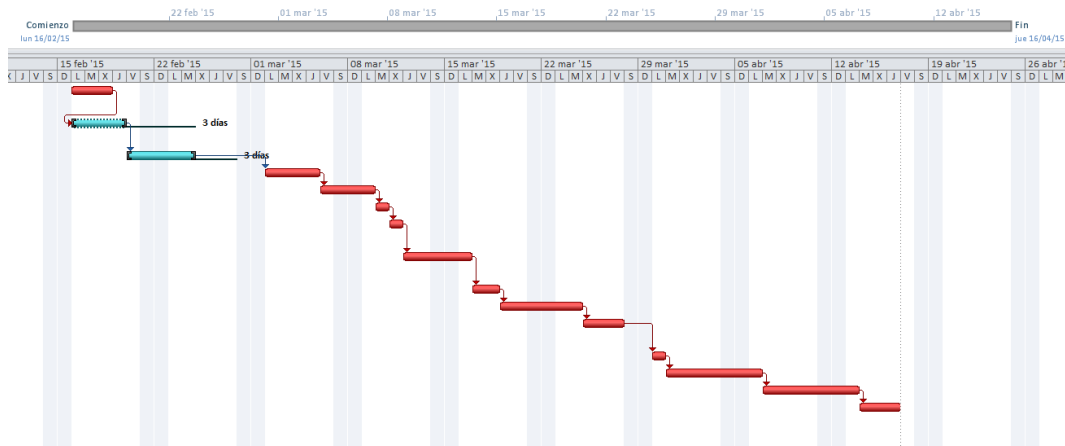 22 feb '15 01 mar '15 08 mar '15 15 mar '15 22 mar '15 29 mar '15 05 abr '15 12 abr '15
Comienzo Fin
lun 16/02/15 jue 16/04/15
15 feb '15 22 feb '15 01 mar '15 08 mar '15 15 mar '15 22 mar '15 29 mar '15 05 abr '15 12 abr '15 19 abr '15 26 abr '15
X J V S D L M X J V S D L M X J V S D L M X J V S D L M X J V S D L M X J V S D L M X J V S D L M X J V S D L M X J V S D L M X J V S D L M X J V S D L M
3 días
3 días